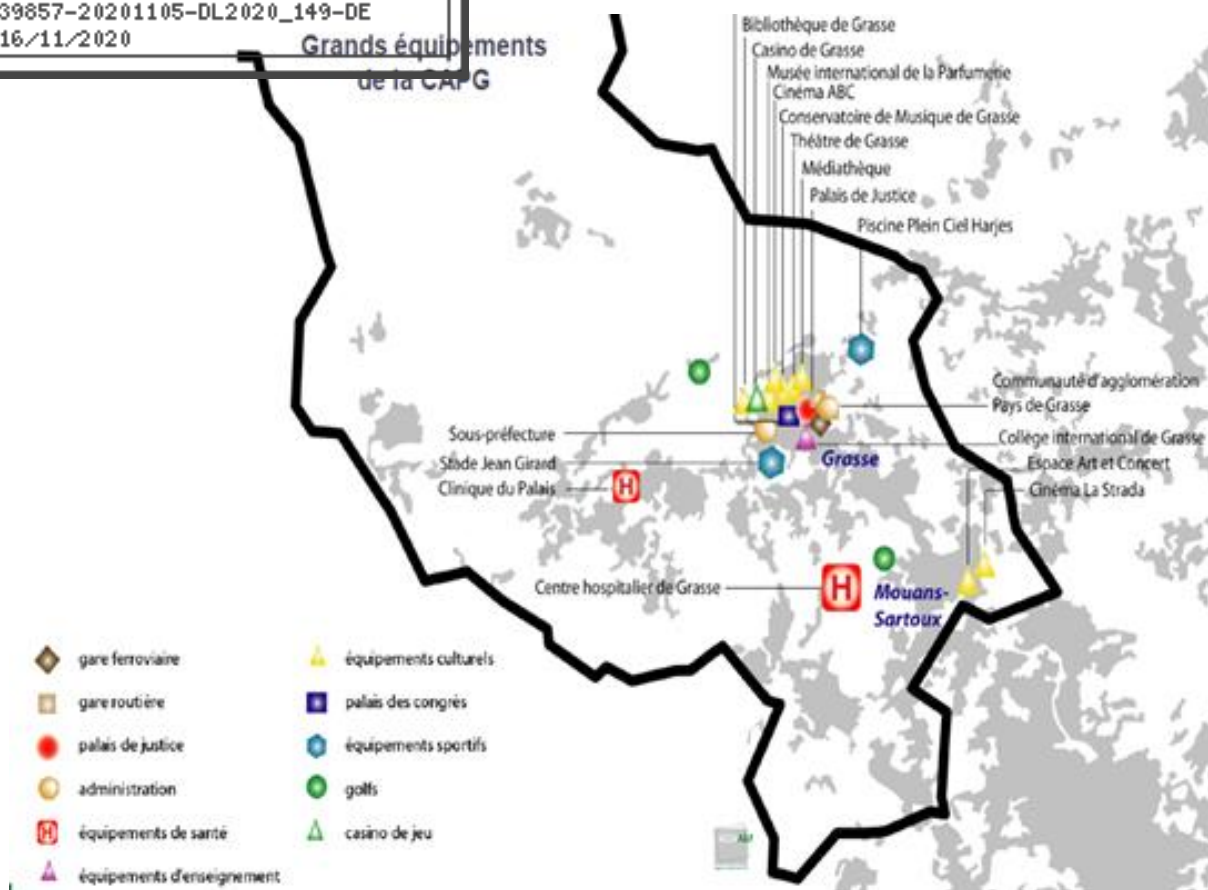 39857-20201105-DL2020_149-DE
16/11/2020
Grands équipements
de la CAPG
Bibliothèque de Grasse
Casino de Grasse
Musée international de la Parfumerie
Cinéma ABC
Conservatoire de Musique de Grasse
Théâtre de Grasse
Médiathèque
Palais de Justice
Piscine Plein Ciel Harjes
Communauté d'agglomération
Pays de Grasse
Sous-préfecture
Collège international de Grasse
Stade Jean Girard
Grasse
Espace Art et Concert
Clinique du Palais
H
Cinéma La Strada
Centre hospitalier de Grasse
H
Mouans-
Sartoux
gare ferroviaire
gare routière
palais de justice
administration
H équipements de santé
équipements d'enseignement
équipements culturels
palais des congrès
équipements sportifs
golfs
casino de jeu